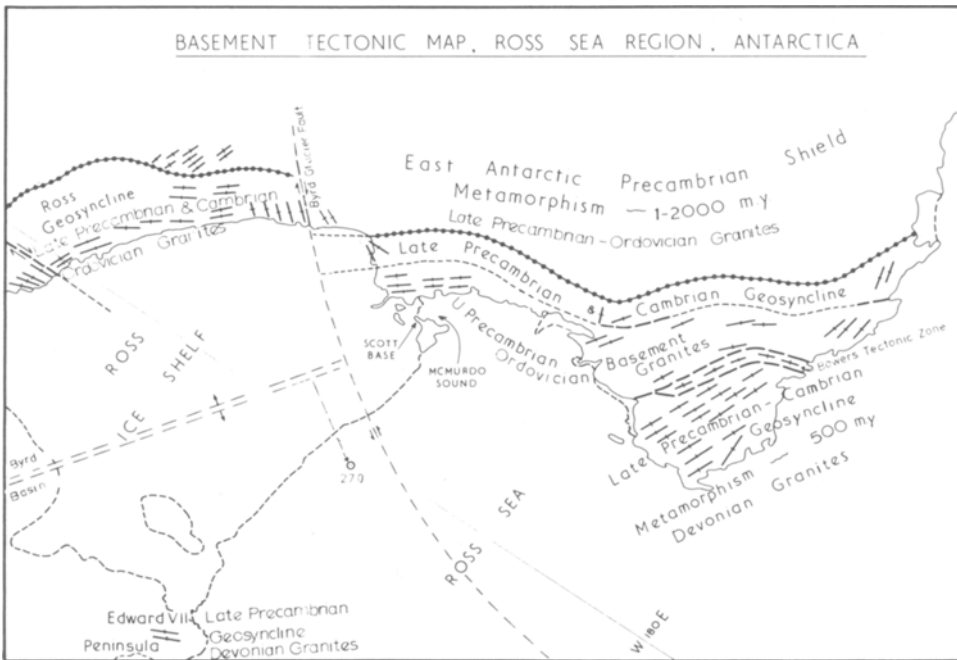 BASEMENT TECTONIC MAP, ROSS SEA REGION, ANTARCTICA
Byrd Glacier Fault
East Antarctic Precambrian Shield
Metamorphism — 1-2000 my
Late Precambrian-Ordovician Granites
Ross
Geosyncline
Late Precambrian & Cambrian
Ordovician Granites
Late Precambrian
& Cambrian Geosyncline
ROSS
SHELF
ICE
SCOTT
BASE
MCMURDO
SOUND
U Precambrian
Ordovician
Basement
Granites
Bowers Tectonic Zone
Late Precambrian-Cambrian
Geosyncline
Metamorphism — 500 my
Devonian Granites
Byrd
Basin
270
ROSS SEA
W 180 E
Edward VII
Peninsula
Late Precambrian
Geosyncline
Devonian Granites